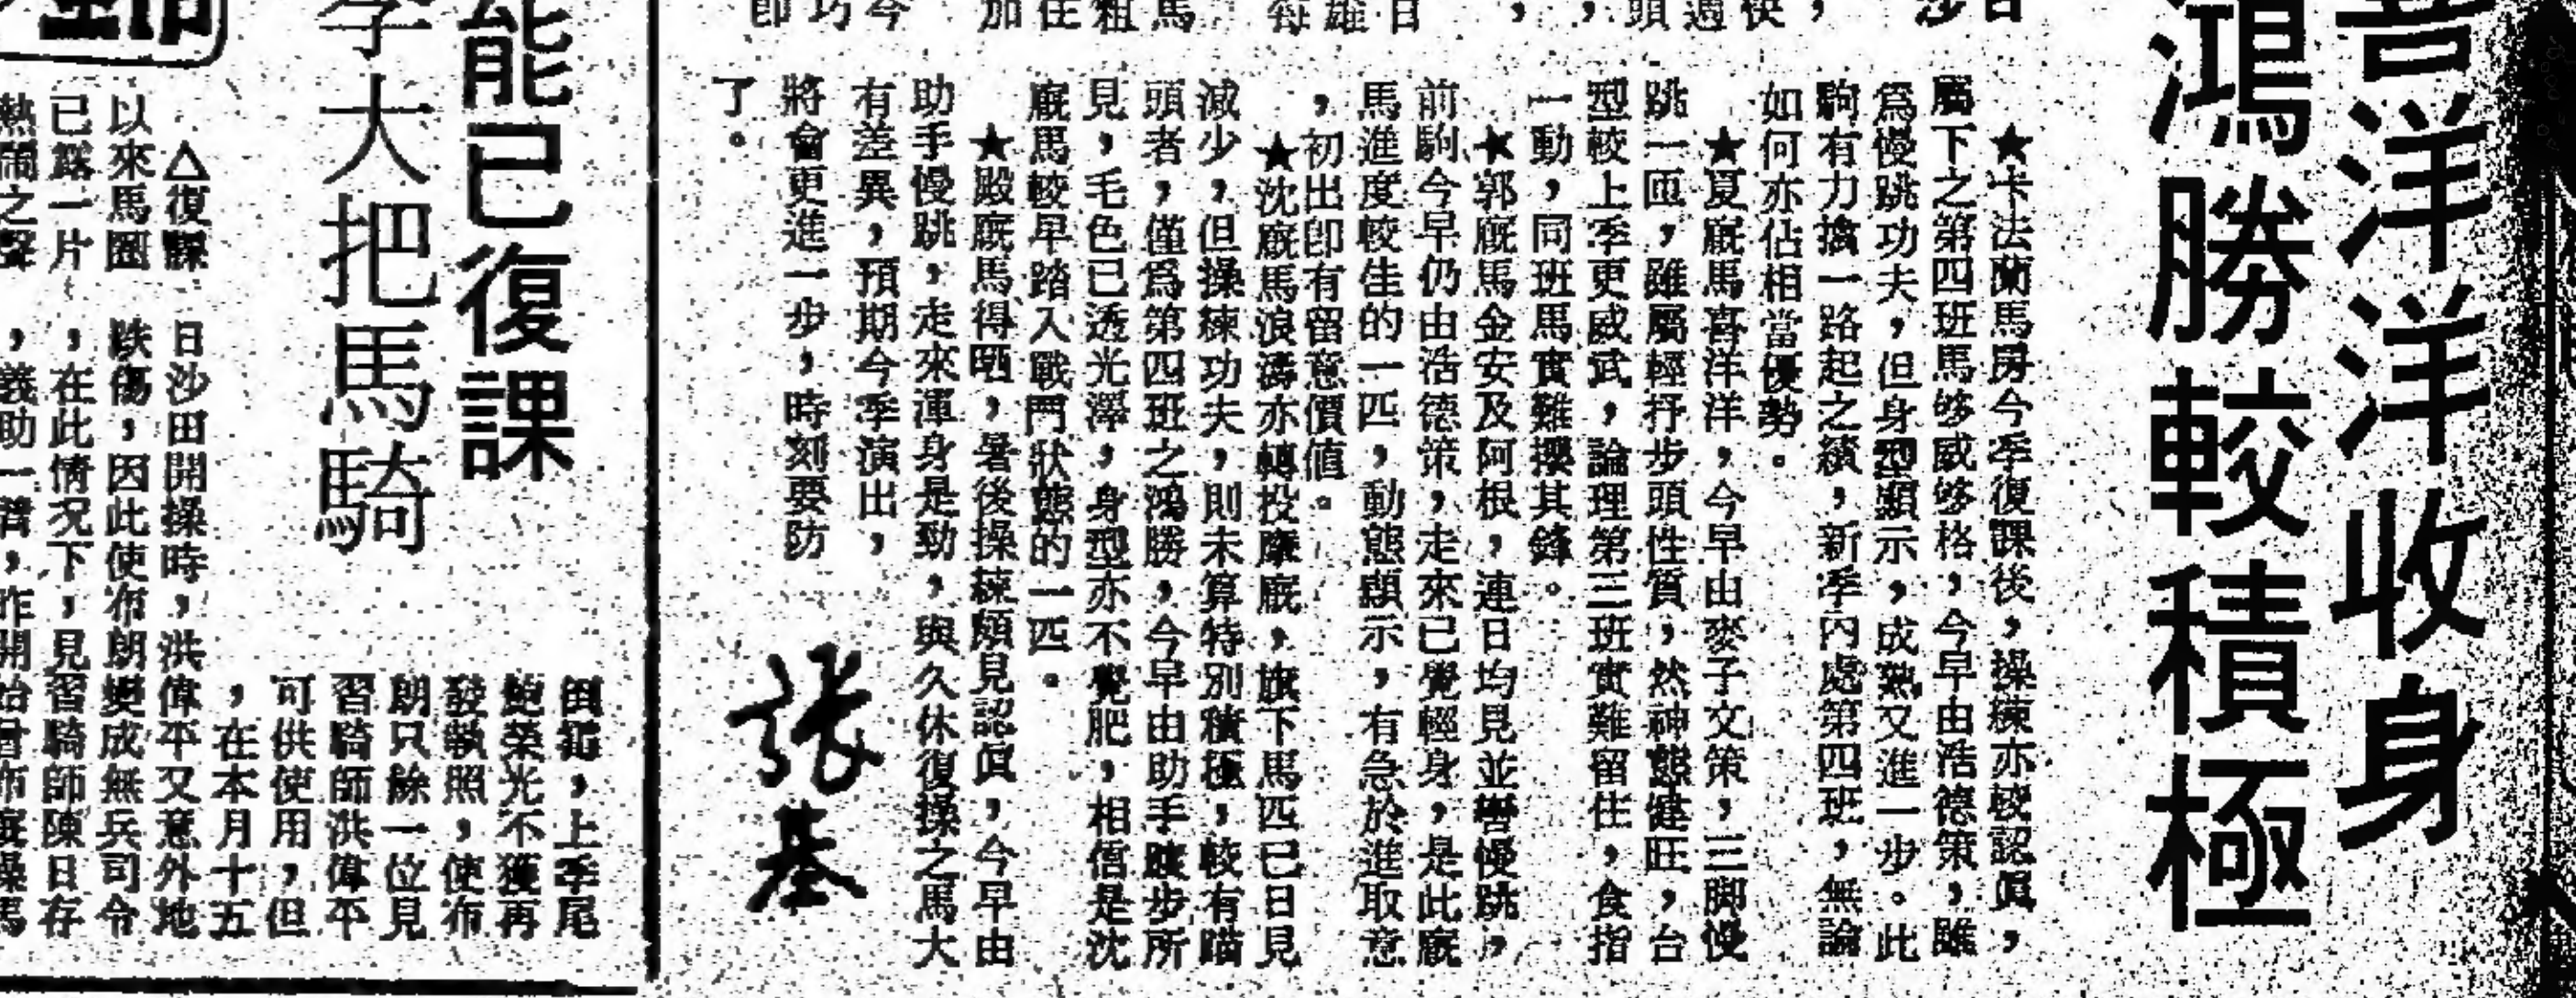 喜洋洋收身
鴻勝較積極
★卡法蘭馬房今季復課後，操練亦較認眞，
屬下之第四班馬够威够格，今早由浩德策，雖
爲慢跳功夫，但身型顯示，成熟又進一步。此
駒有力擒一路起之績，新季內處第四班，無論
如何亦佔相當優勢。
★夏廐馬喜洋洋，今早由麥子文策，三脚慢
跳一匝，雖屬輕抒步頭性質，然神態健旺，台
型較上季更威武，論理第三班實難留住，食指
一動，同班馬實難攖其鋒。
★郭廐馬金安及阿根，連日均見並轡慢跳，
前駒今早仍由浩德策，走來已覺輕身，是此廐
馬進度較佳的一匹，動態顯示，有急於進取意
，初出卽有留意價值。
★沈廐馬浪濤亦轉投廐，旗下馬匹已日見
減少，但操練功夫，則未算特別積極，較有瞄
頭者，僅爲第四班之鴻勝，今早由助手踱步所
見，毛色已透光澤，身型亦不覺肥，相信是沈
廐馬較早踏入戰鬥狀態的一匹。
★殿廐馬得晒，暑後操練頗見認眞，今早由
助手慢跳，走來渾身是勁，與久休復操之馬大
有差異，預期今季演出，
將會更進一步，時刻要防
了。
張基
能已復課
李大把馬騎
△復課
以來馬圈
已露一片
熱鬧之聲
日沙田開操時，洪偉平又意外地
跌傷，因此使布朗變成無兵司令
，在此情况下，見習騎師陳日存
，義助一臂，昨開始替布廐操馬
，上季尾
鮑榮光不獲再
發執照，使布
朗只餘一位見
習騎師洪偉平
可供使用，但
，在本月十五